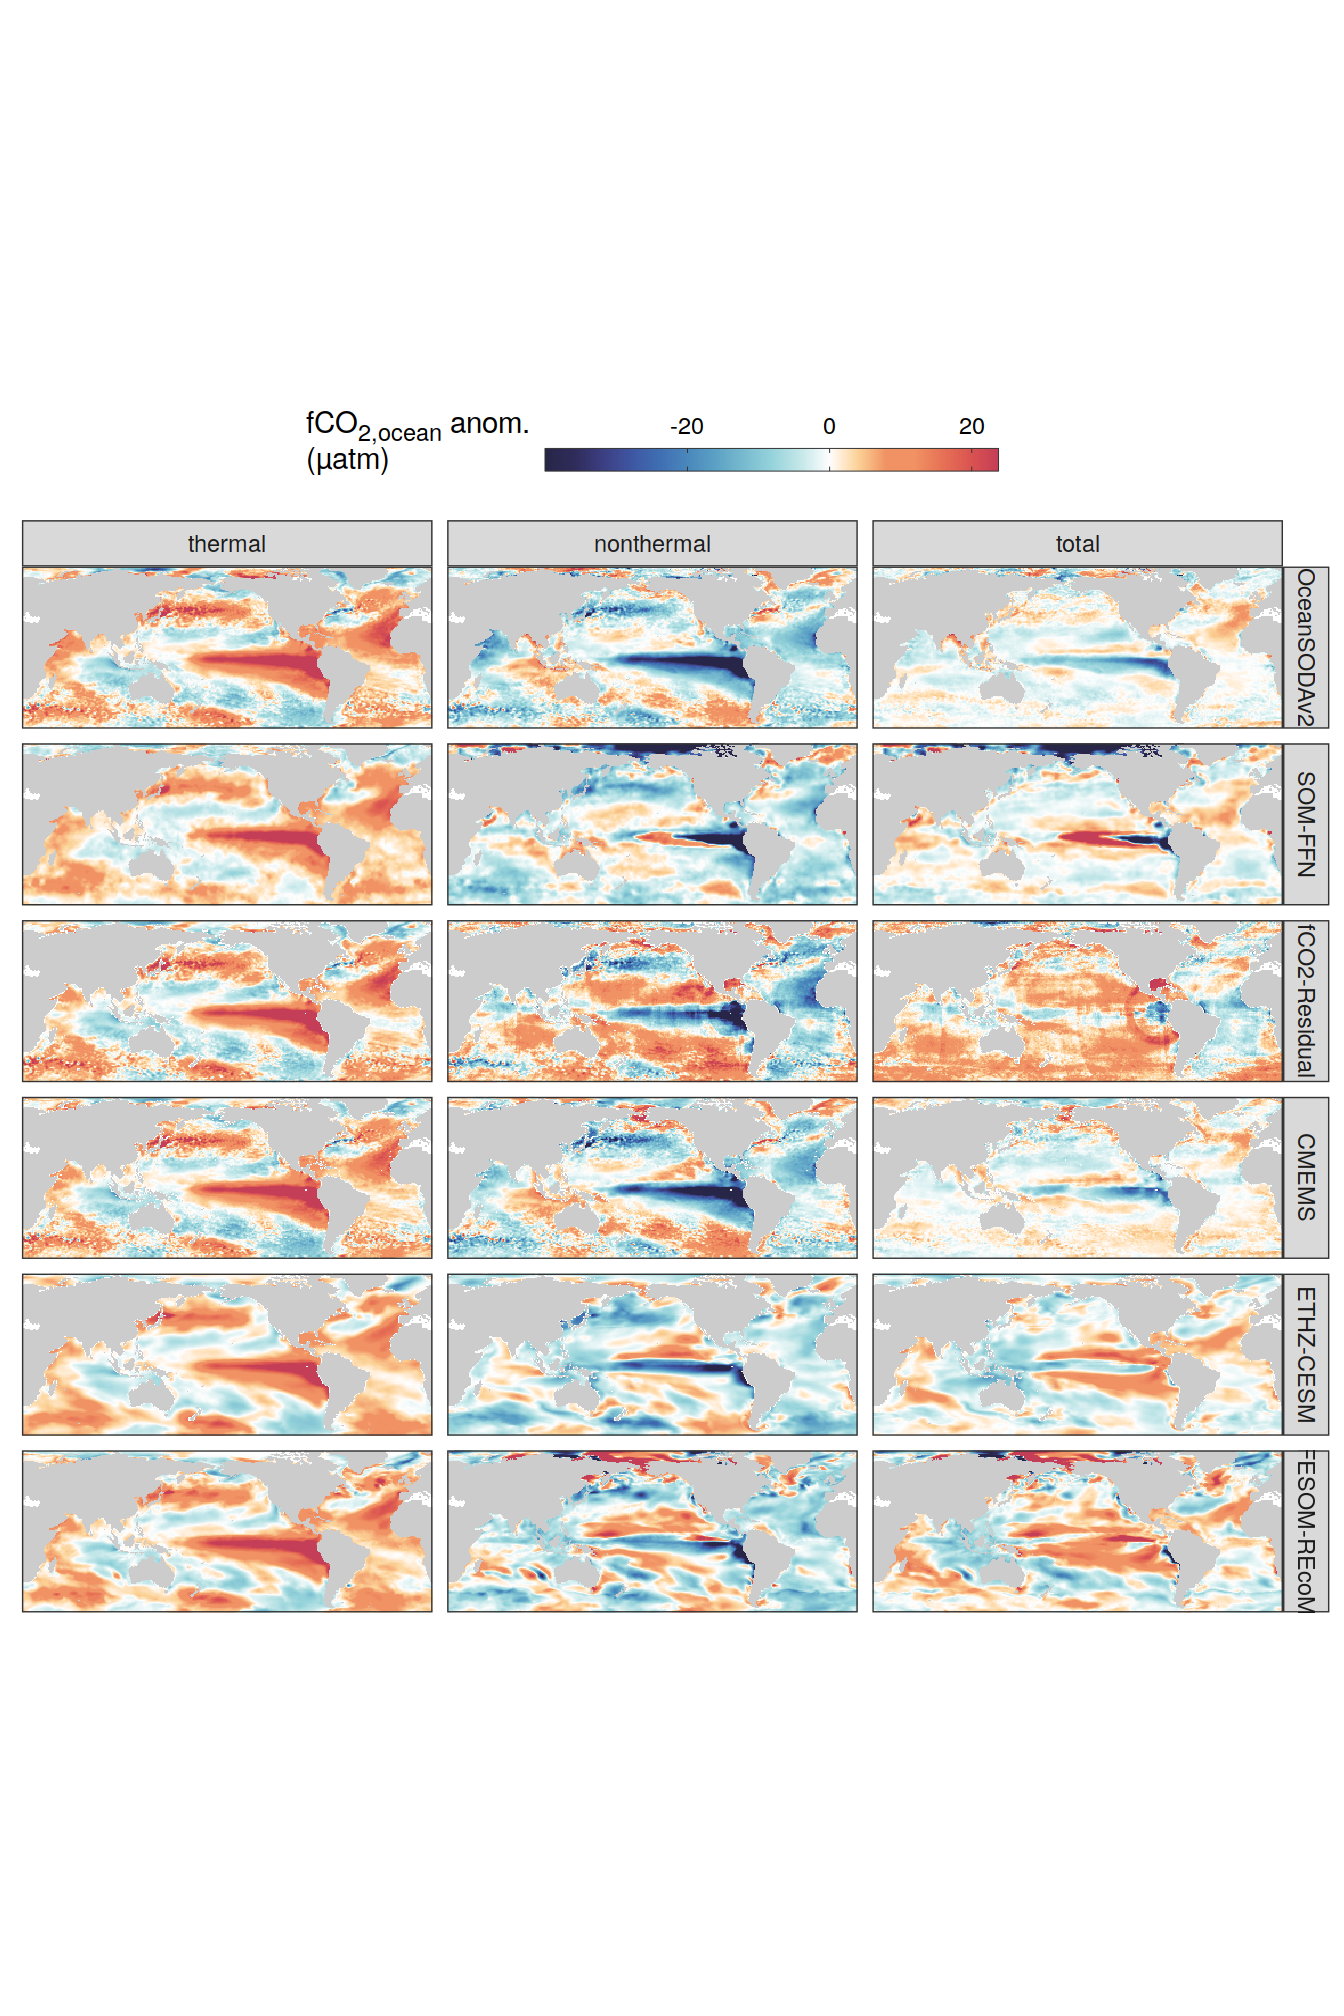 fCO2,ocean anom.
(µatm)
-20 0 20
thermal nonthermal total
OceanSODAv2
SOM-FFN
fCO2-Residual
CMEMS
ETHZ-CESM
FESOM-REcoM